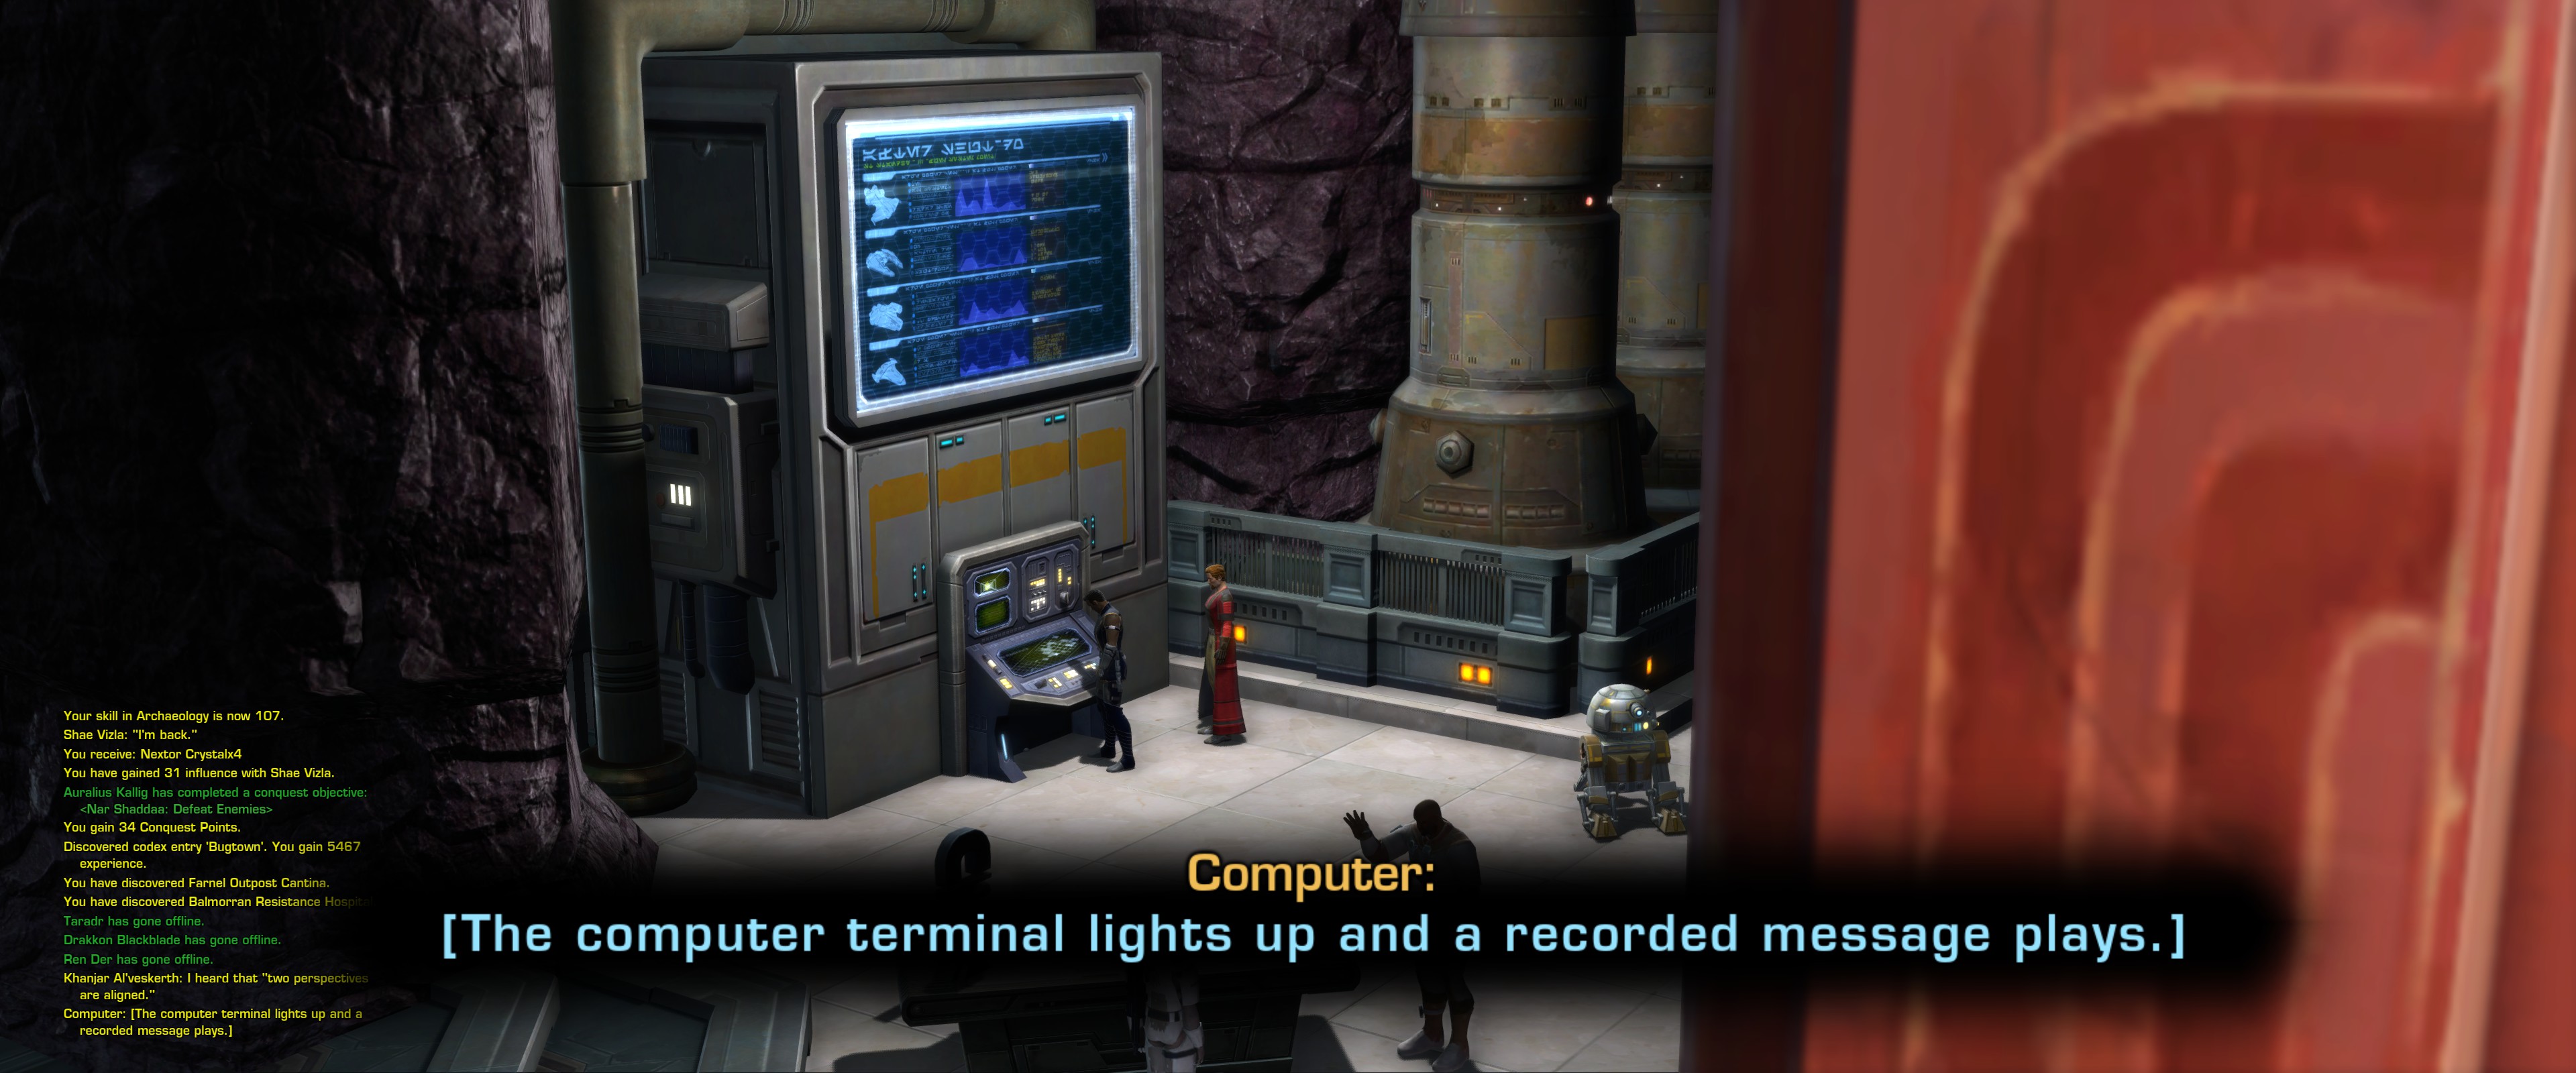 Your skill in Archaeology is now 107.
Shae Vizla: "I'm back."
You receive: Nextor Crystalx4
You have gained 31 influence with Shae Vizla.
Auralius Kallig has completed a conquest objective:
<Nar Shaddaa: Defeat Enemies>
You gain 34 Conquest Points.
Discovered codex entry 'Bugtown'. You gain 5467
experience.
You have discovered Farnel Outpost Cantina.
You have discovered Balmorran Resistance Hospital
Taradr has gone offline.
Drakkon Blackblade has gone offline.
Ren Der has gone offline.
Khanjar Al'veskerth: I heard that "two perspectives
are aligned."
Computer: [The computer terminal lights up and a
recorded message plays.]
Computer:
[The computer terminal lights up and a recorded message plays.]